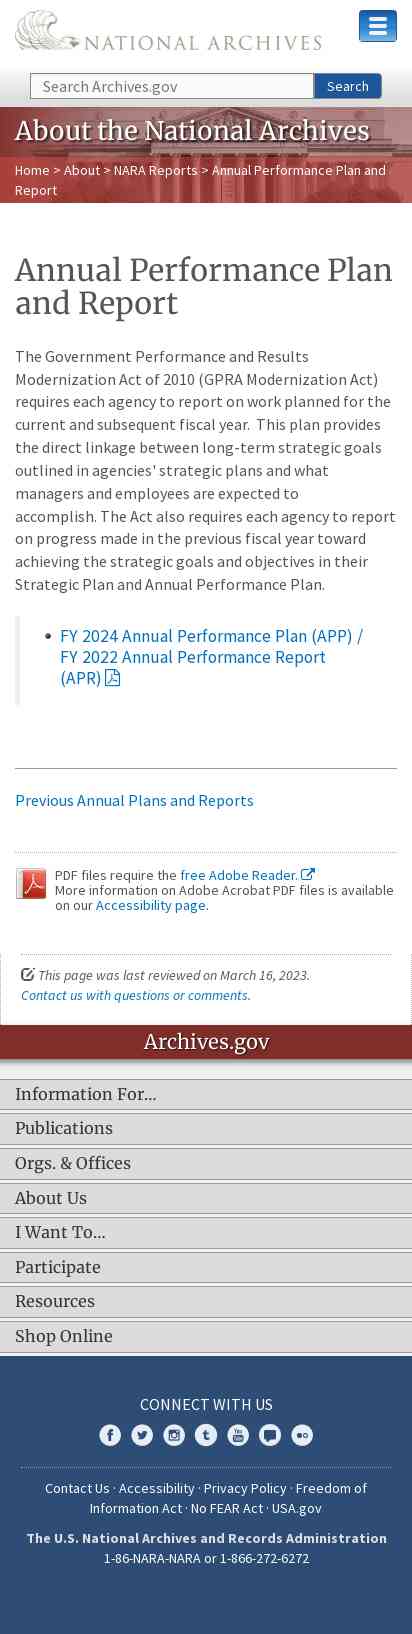 NATIONAL ARCHIVES
Search Archives.gov
Search
About the National Archives
Home > About > NARA Reports > Annual Performance Plan and
Report
Annual Performance Plan
and Report
The Government Performance and Results
Modernization Act of 2010 (GPRA Modernization Act)
requires each agency to report on work planned for the
current and subsequent fiscal year.  This plan provides
the direct linkage between long-term strategic goals
outlined in agencies' strategic plans and what
managers and employees are expected to
accomplish. The Act also requires each agency to report
on progress made in the previous fiscal year toward
achieving the strategic goals and objectives in their
Strategic Plan and Annual Performance Plan.
• FY 2024 Annual Performance Plan (APP) /
FY 2022 Annual Performance Report
(APR)
Previous Annual Plans and Reports
PDF files require the free Adobe Reader.
More information on Adobe Acrobat PDF files is available
on our Accessibility page.
This page was last reviewed on March 16, 2023.
Contact us with questions or comments.
Archives.gov
Information For…
Publications
Orgs. & Offices
About Us
I Want To…
Participate
Resources
Shop Online
CONNECT WITH US
Contact Us · Accessibility · Privacy Policy · Freedom of
Information Act · No FEAR Act · USA.gov
The U.S. National Archives and Records Administration
1-86-NARA-NARA or 1-866-272-6272